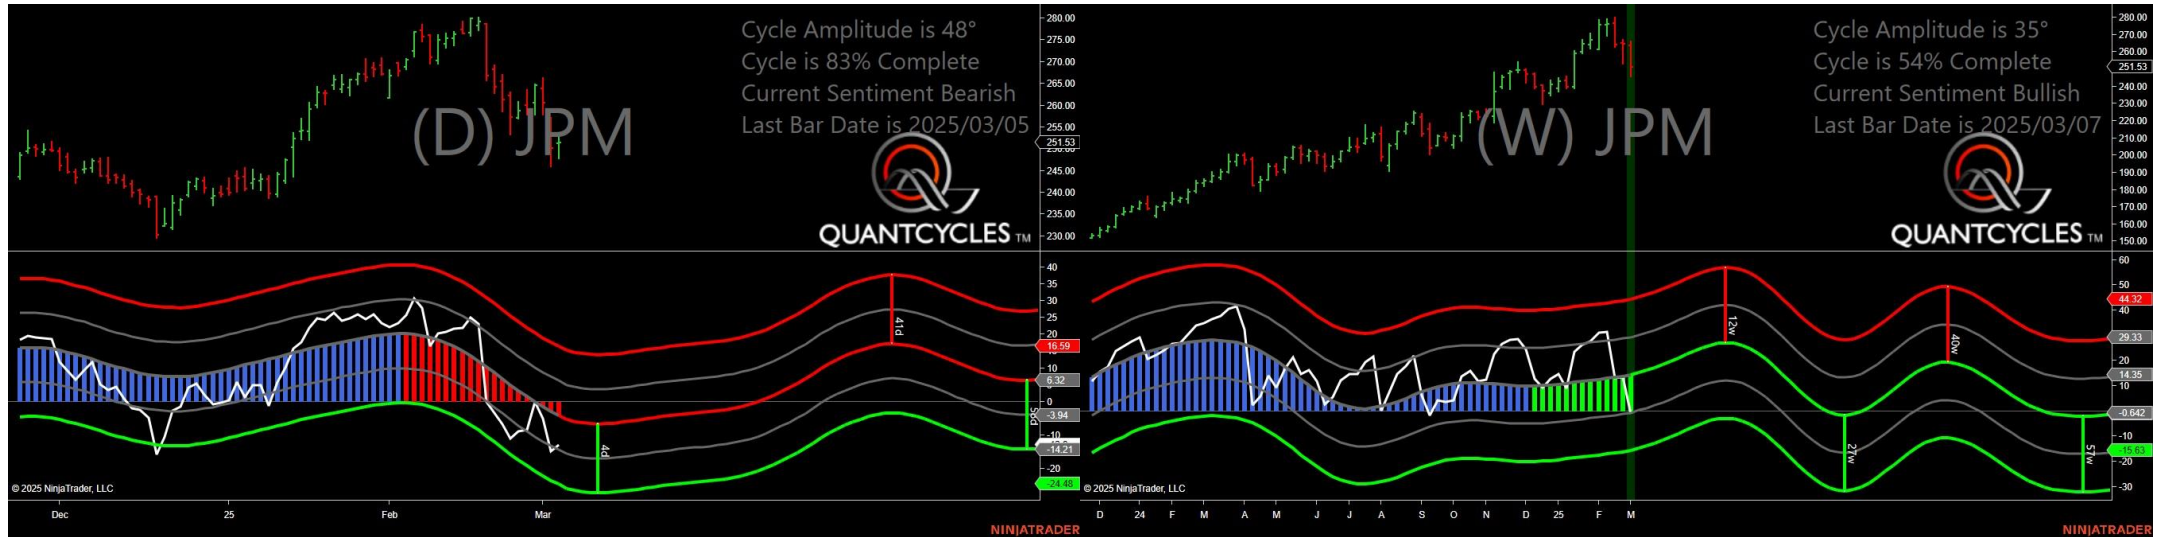 Cycle Amplitude is 48°
Cycle is 83% Complete
Current Sentiment Bearish
Last Bar Date is 2025/03/05
(D) JPM
QUANTCYCLES TM
280.00
275.00
270.00
265.00
260.00
255.00
251.53
245.00
240.00
235.00
230.00
40
35
30
25
20
16.59
10
6.32
0
-3.94
-10
-14.21
-20
-24.48
41d
4d
58d
© 2025 NinjaTrader, LLC
Dec
25
Feb
Mar
NINJATRADER
Cycle Amplitude is 35°
Cycle is 54% Complete
Current Sentiment Bullish
Last Bar Date is 2025/03/07
(W) JPM
QUANTCYCLES TM
280.00
270.00
260.00
251.53
240.00
230.00
220.00
210.00
200.00
190.00
180.00
170.00
160.00
150.00
60
50
44.32
40
29.33
20
14.35
10
-0.642
-10
-15.63
-20
-30
12w
27w
40w
57w
© 2025 NinjaTrader, LLC
D 24 F M A M J J A S O N D 25 F M
NINJATRADER